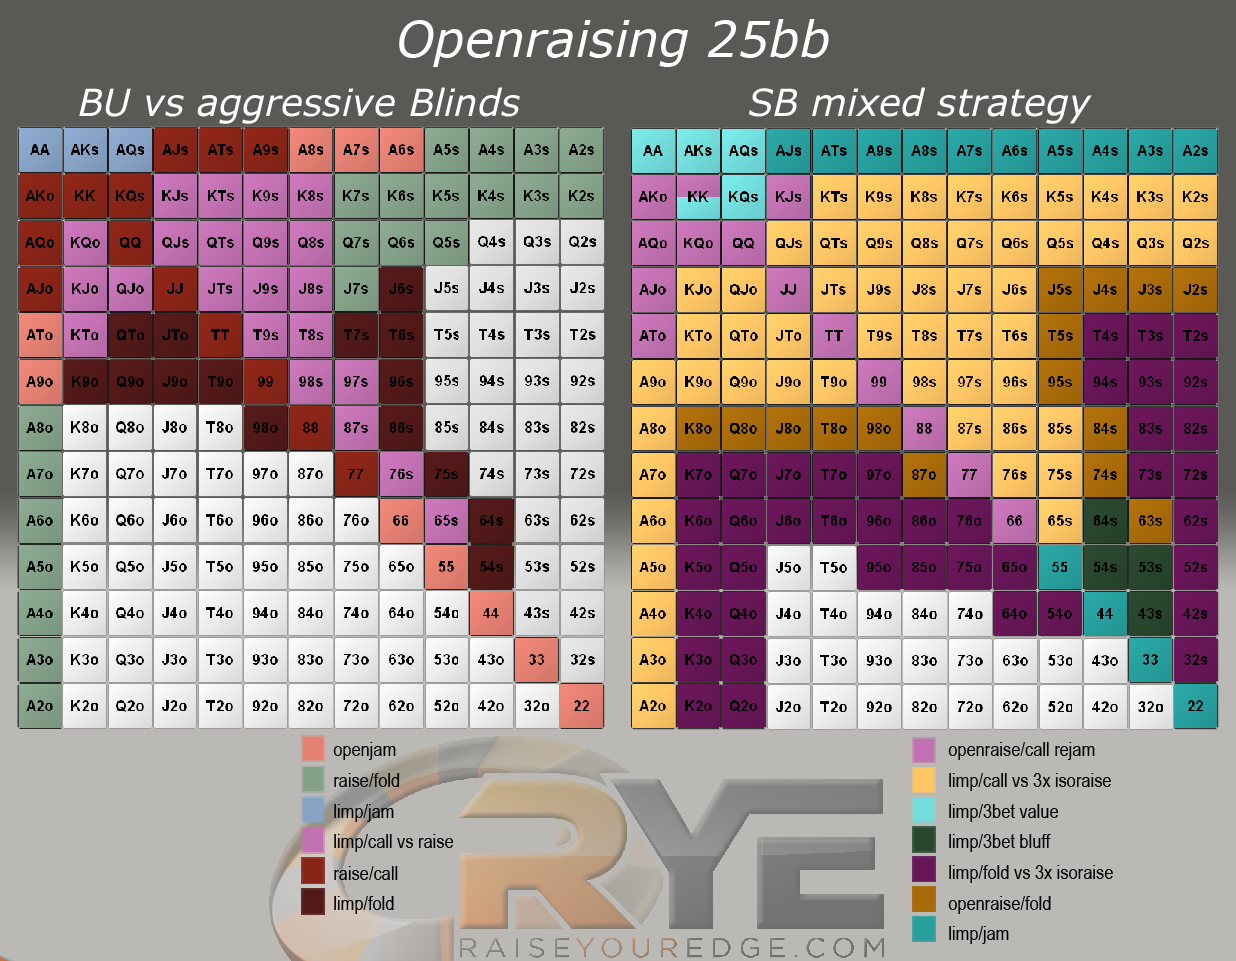 Openraising 25bb
BU vs aggressive Blinds
AA AKs AQs AJs ATs A9s A8s A7s A6s A5s A4s A3s A2s
AKo KK KQs KJs KTs K9s K8s K7s K6s K5s K4s K3s K2s
AQo KQo QQ QJs QTs Q9s Q8s Q7s Q6s Q5s Q4s Q3s Q2s
AJo KJo QJo JJ JTs J9s J8s J7s J6s J5s J4s J3s J2s
ATo KTo QTo JTo TT T9s T8s T7s T6s T5s T4s T3s T2s
A9o K9o Q9o J9o T9o 99 98s 97s 96s 95s 94s 93s 92s
A8o K8o Q8o J8o T8o 98o 88 87s 86s 85s 84s 83s 82s
A7o K7o Q7o J7o T7o 97o 87o 77 76s 75s 74s 73s 72s
A6o K6o Q6o J6o T6o 96o 86o 76o 66 65s 64s 63s 62s
A5o K5o Q5o J5o T5o 95o 85o 75o 65o 55 54s 53s 52s
A4o K4o Q4o J4o T4o 94o 84o 74o 64o 54o 44 43s 42s
A3o K3o Q3o J3o T3o 93o 83o 73o 63o 53o 43o 33 32s
A2o K2o Q2o J2o T2o 92o 82o 72o 62o 52o 42o 32o 22
openjam
raise/fold
limp/jam
limp/call vs raise
raise/call
limp/fold
SB mixed strategy
AA AKs AQs AJs ATs A9s A8s A7s A6s A5s A4s A3s A2s
AKo KK KQs KJs KTs K9s K8s K7s K6s K5s K4s K3s K2s
AQo KQo QQ QJs QTs Q9s Q8s Q7s Q6s Q5s Q4s Q3s Q2s
AJo KJo QJo JJ JTs J9s J8s J7s J6s J5s J4s J3s J2s
ATo KTo QTo JTo TT T9s T8s T7s T6s T5s T4s T3s T2s
A9o K9o Q9o J9o T9o 99 98s 97s 96s 95s 94s 93s 92s
A8o K8o Q8o J8o T8o 98o 88 87s 86s 85s 84s 83s 82s
A7o K7o Q7o J7o T7o 97o 87o 77 76s 75s 74s 73s 72s
A6o K6o Q6o J6o T6o 96o 86o 76o 66 65s 64s 63s 62s
A5o K5o Q5o J5o T5o 95o 85o 75o 65o 55 54s 53s 52s
A4o K4o Q4o J4o T4o 94o 84o 74o 64o 54o 44 43s 42s
A3o K3o Q3o J3o T3o 93o 83o 73o 63o 53o 43o 33 32s
A2o K2o Q2o J2o T2o 92o 82o 72o 62o 52o 42o 32o 22
openraise/call rejam
limp/call vs 3x isoraise
limp/3bet value
limp/3bet bluff
limp/fold vs 3x isoraise
openraise/fold
limp/jam
RYE
RAISEYOUREDGE.COM